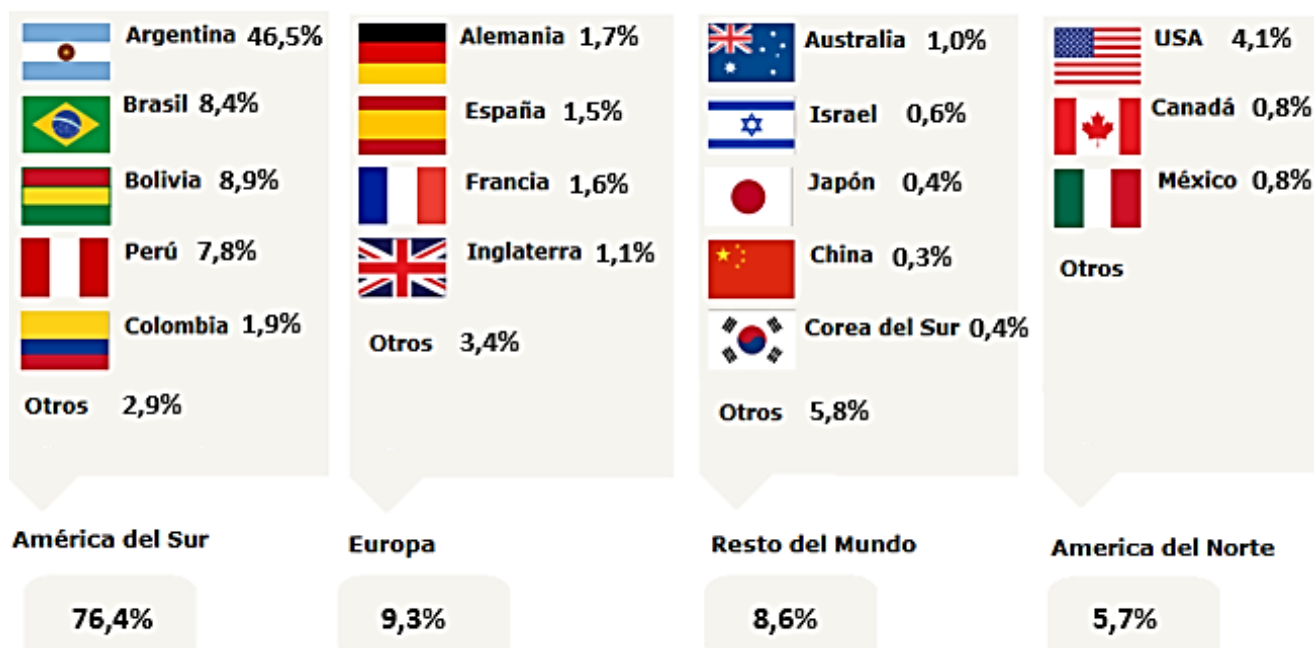 Argentina 46,5%
Brasil 8,4%
Bolivia 8,9%
Perú 7,8%
Colombia 1,9%
Otros 2,9%
América del Sur
76,4%
Alemania 1,7%
España 1,5%
Francia 1,6%
Inglaterra 1,1%
Otros 3,4%
Europa
9,3%
Australia 1,0%
Israel 0,6%
Japón 0,4%
China 0,3%
Corea del Sur 0,4%
Otros 5,8%
Resto del Mundo
8,6%
USA 4,1%
Canadá 0,8%
México 0,8%
Otros
America del Norte
5,7%